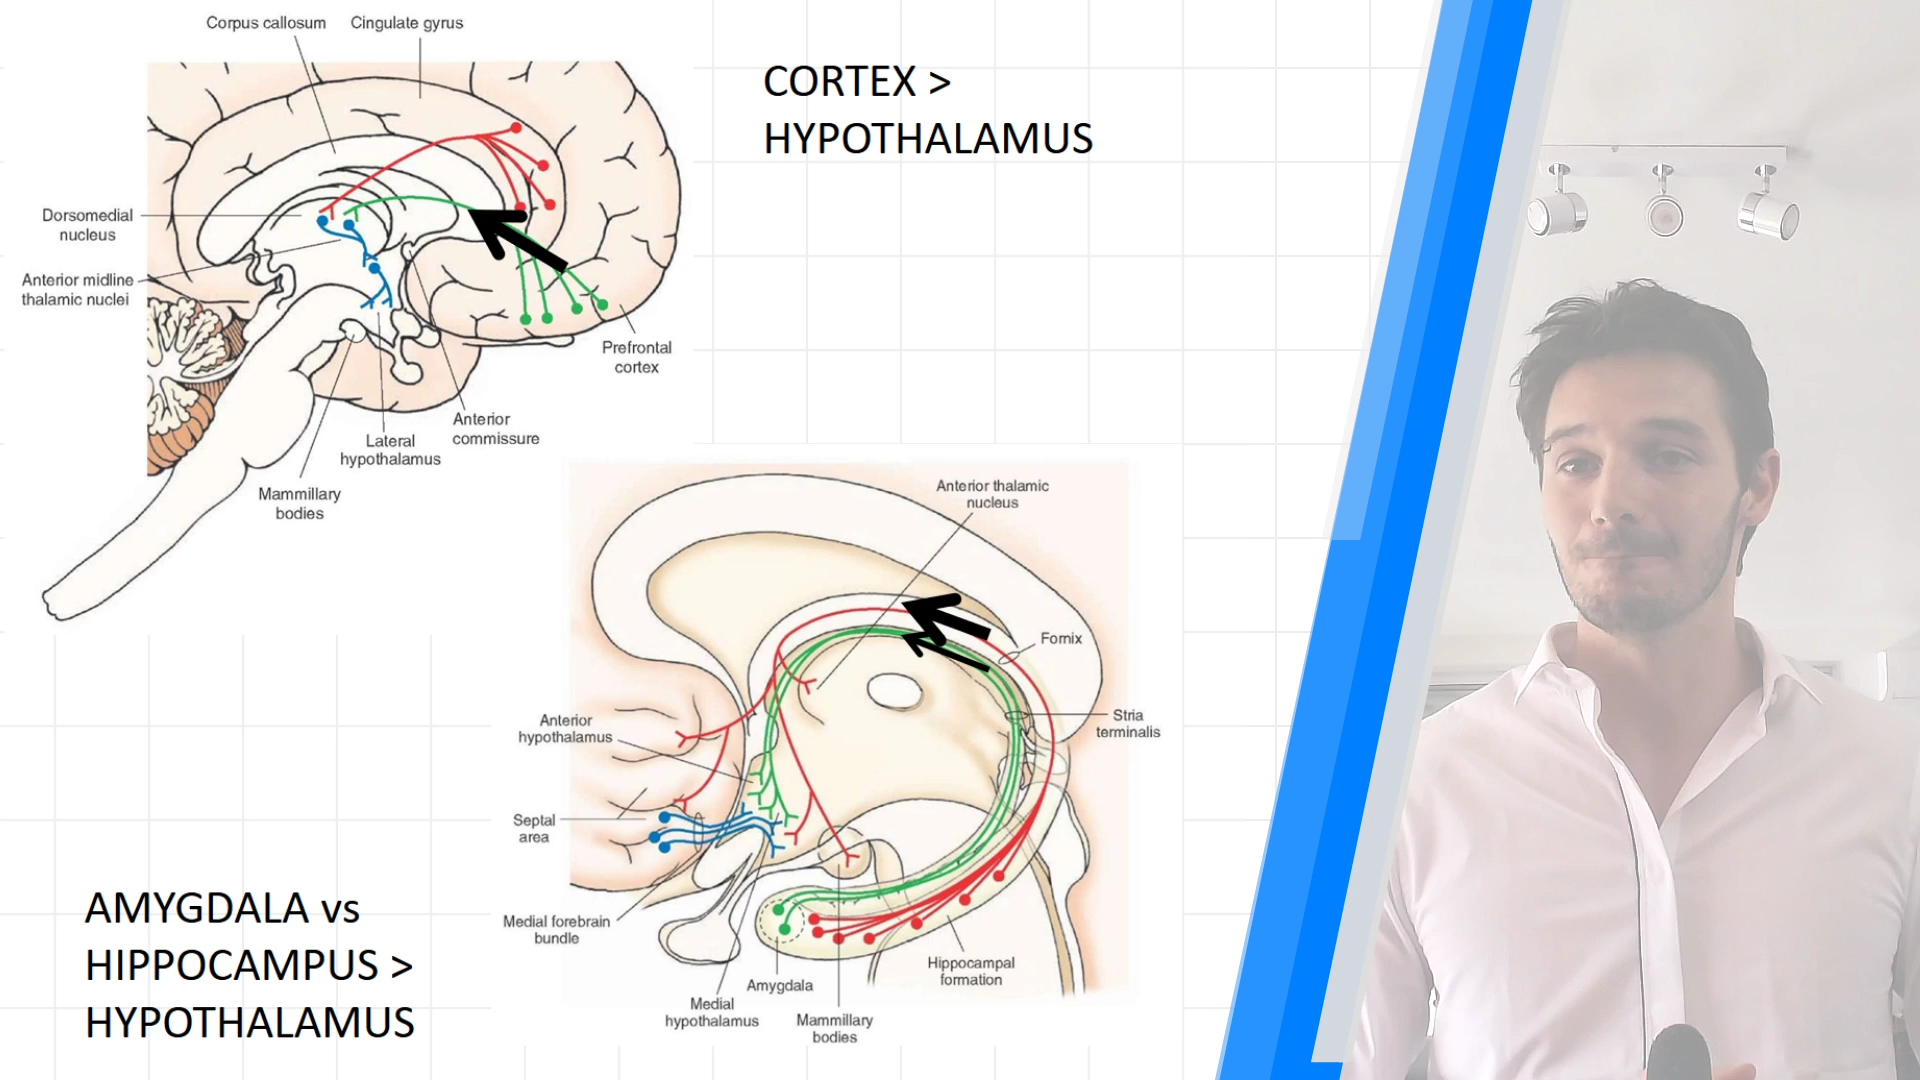 Corpus callosum
Cingulate gyrus
CORTEX >
HYPOTHALAMUS
Dorsomedial
nucleus
Anterior midline
thalamic nuclei
Prefrontal
cortex
Anterior
commissure
Lateral
hypothalamus
Mammillary
bodies
Anterior thalamic
nucleus
Fornix
Stria
terminalis
Anterior
hypothalamus
Septal
area
Medial forebrain
bundle
Amygdala
Hippocampal
formation
Medial
hypothalamus
Mammillary
bodies
AMYGDALA vs
HIPPOCAMPUS >
HYPOTHALAMUS